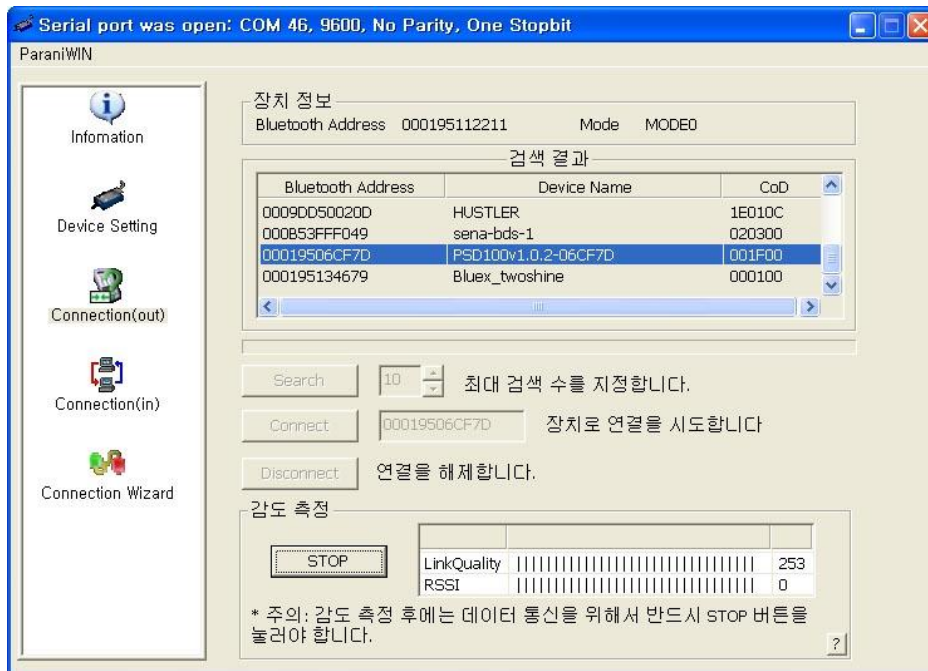 Serial port was open: COM 46, 9600, No Parity, One Stopbit
ParaniWIN
Infomation
Device Setting
Connection(out)
Connection(in)
Connection Wizard
장치 정보
Bluetooth Address 000195112211 Mode MODE0
검색 결과
Bluetooth Address Device Name CoD
0009DD50020D HUSTLER 1E010C
000B53FFF049 sena-bds-1 020300
00019506CF7D PSD100v1.0.2-06CF7D 001F00
000195134679 Bluex_twoshine 000100
Search 10 최대 검색 수를 지정합니다.
Connect 00019506CF7D 장치로 연결을 시도합니다
Disconnect 연결을 해제합니다.
감도 측정
STOP
LinkQuality |||||||||||||||||||||||||||||| 253
RSSI |||||||||||||||||||||||||||||| 0
* 주의: 감도 측정 후에는 데이터 통신을 위해서 반드시 STOP 버튼을
눌러야 합니다.
?